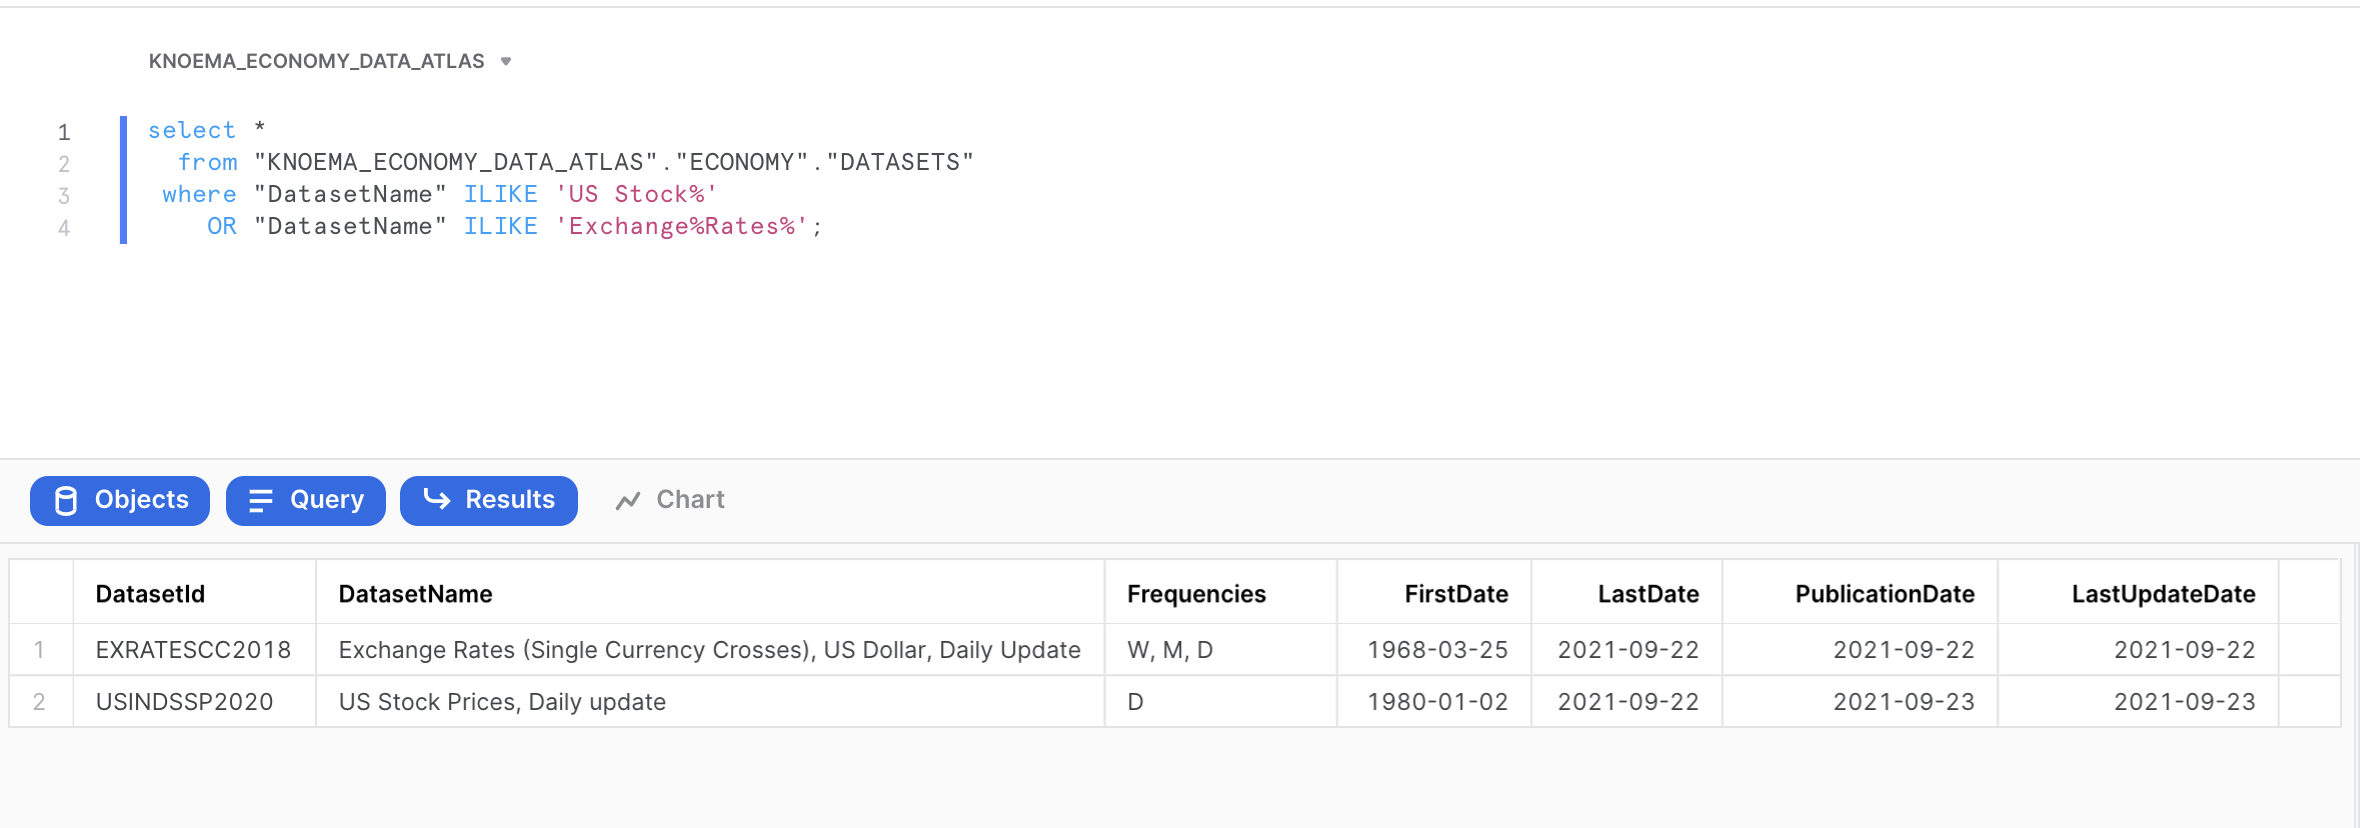 KNOEMA_ECONOMY_DATA_ATLAS
1 select *
2 from "KNOEMA_ECONOMY_DATA_ATLAS"."ECONOMY"."DATASETS"
3 where "DatasetName" ILIKE 'US Stock%'
4 OR "DatasetName" ILIKE 'Exchange%Rates%';
Objects Query Results Chart
DatasetId DatasetName Frequencies FirstDate LastDate PublicationDate LastUpdateDate
1 EXRATESCC2018 Exchange Rates (Single Currency Crosses), US Dollar, Daily Update W, M, D 1968-03-25 2021-09-22 2021-09-22 2021-09-22
2 USINDSSP2020 US Stock Prices, Daily update D 1980-01-02 2021-09-22 2021-09-23 2021-09-23